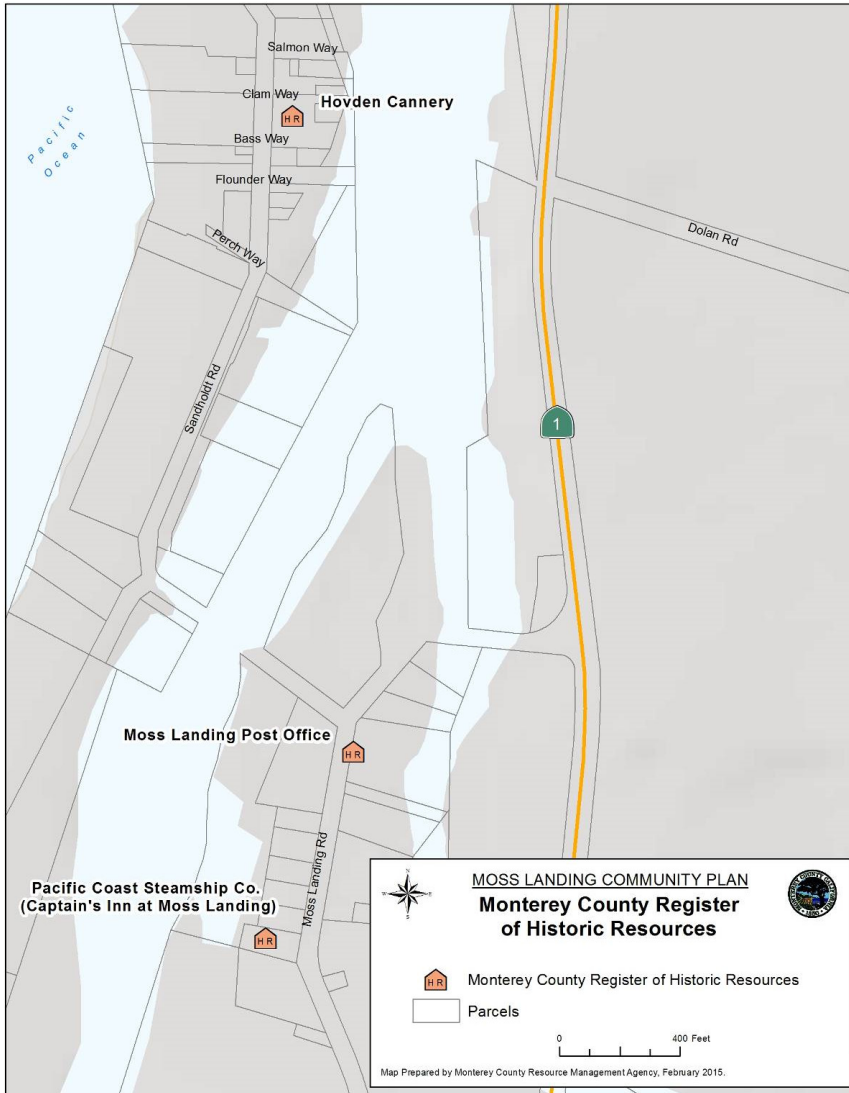 Salmon Way
Clam Way
Hovden Cannery
HR
Bass Way
Flounder Way
Pacific
Ocean
Perch Way
Dolan Rd
Sandholdt Rd
1
Moss Landing Post Office
HR
Moss Landing Rd
Pacific Coast Steamship Co.
(Captain's Inn at Moss Landing)
HR
N
W E
S
MOSS LANDING COMMUNITY PLAN
Monterey County Register
of Historic Resources
HR
Monterey County Register of Historic Resources
Parcels
0 400 Feet
Map Prepared by Monterey County Resource Management Agency, February 2015.